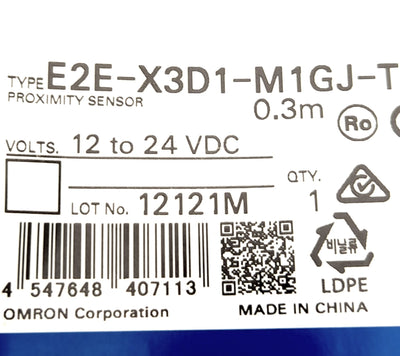 TYPE E2E-X3D1-M1GJ-T
PROXIMITY SENSOR
0.3m
Ro
VOLTS. 12 to 24 VDC
QTY.
1
LOT No. 12121M
비닐류
LDPE
4 547648 407113
OMRON Corporation
MADE IN CHINA